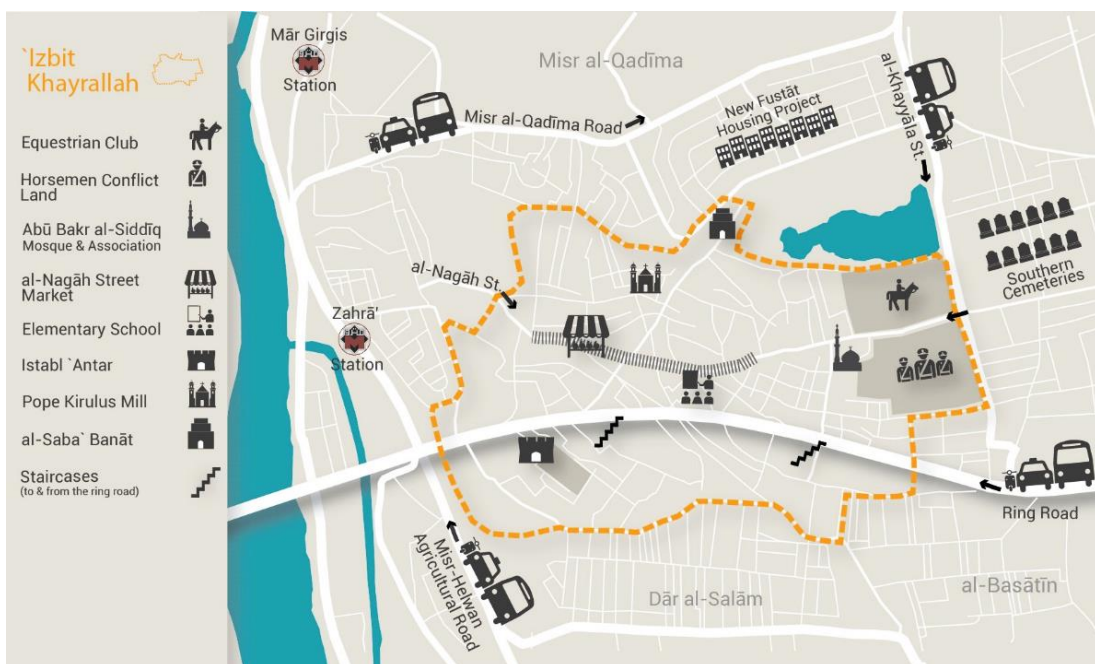 `Izbit
Khayrallah
Equestrian Club
Horsemen Conflict
Land
Abū Bakr al-Siddīq
Mosque & Association
al-Nagāh Street
Market
Elementary School
Istabl `Antar
Pope Kirulus Mill
al-Saba` Banāt
Staircases
(to & from the ring road)
Mār Girgis
Station
Misr al-Qadīma
Misr al-Qadīma Road
New Fustāt
Housing Project
al-Khayyāla St.
Southern
Cemeteries
al-Nagāh St.
Zahrā'
Station
Ring Road
Misr-Helwan
Agricultural Road
Dār al-Salām
al-Basātīn